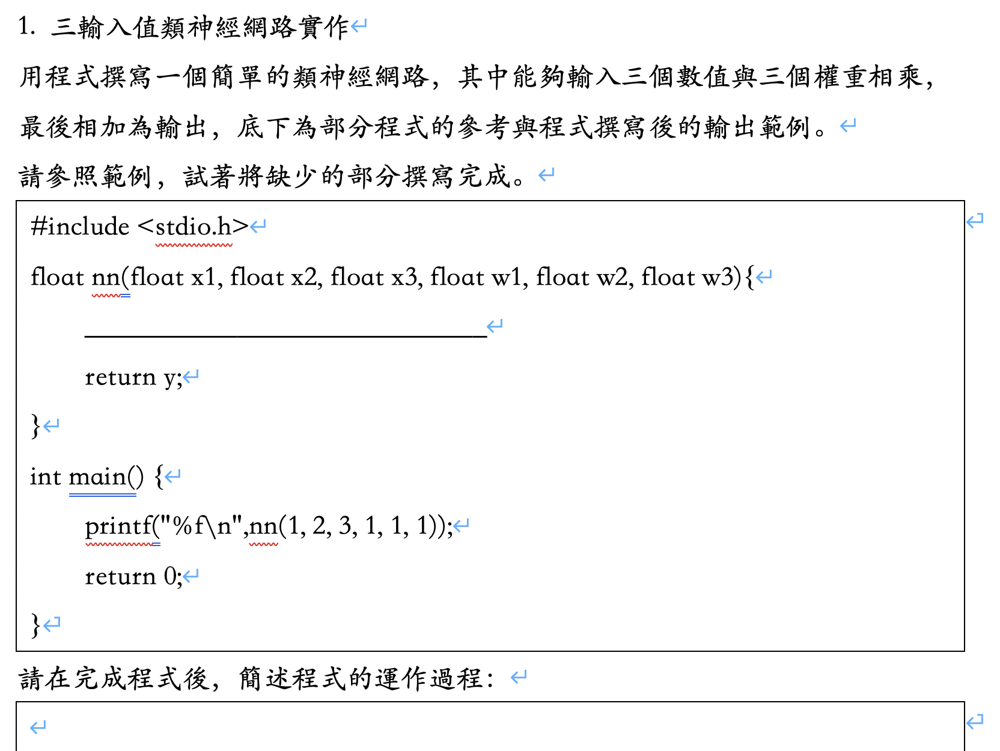 1. 三輸入值類神經網路實作
用程式撰寫一個簡單的類神經網路，其中能夠輸入三個數值與三個權重相乘，
最後相加為輸出，底下為部分程式的參考與程式撰寫後的輸出範例。
請參照範例，試著將缺少的部分撰寫完成。
#include <stdio.h>
float nn(float x1, float x2, float x3, float w1, float w2, float w3){
_____________________________
return y;
}
int main() {
printf("%f\n",nn(1, 2, 3, 1, 1, 1));
return 0;
}
請在完成程式後，簡述程式的運作過程：